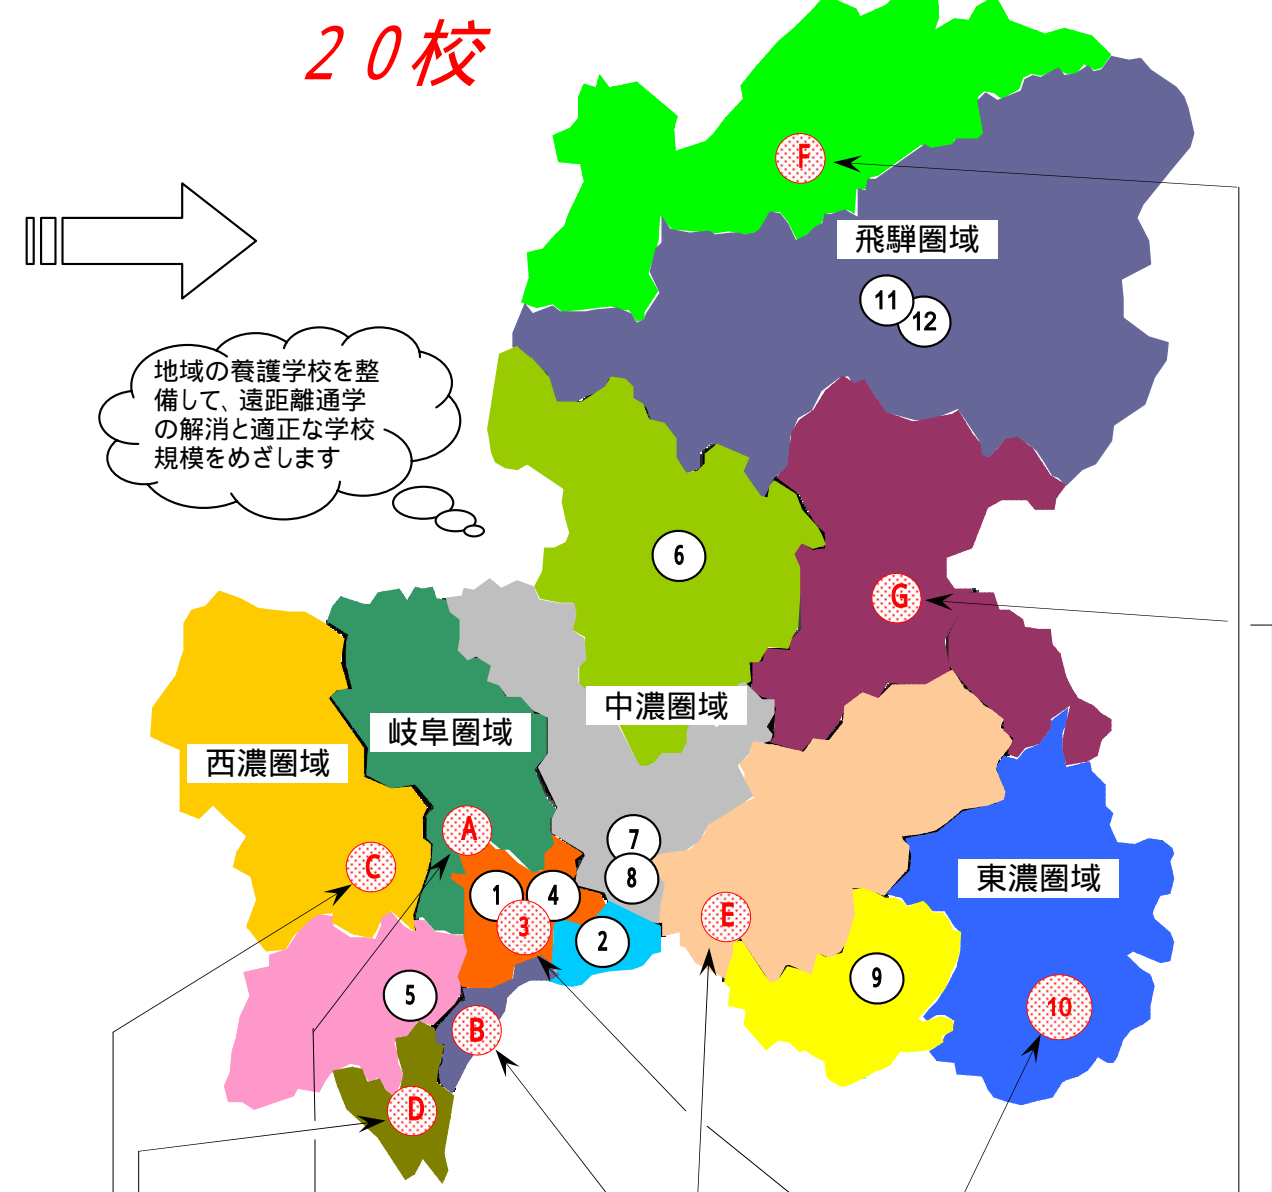 20校
F
飛騨圏域
11
12
地域の養護学校を整
備して、遠距離通学
の解消と適正な学校
規模をめざします
6
G
中濃圏域
岐阜圏域
西濃圏域
A
7
C
8
東濃圏域
1
4
3
E
2
9
5
10
B
D